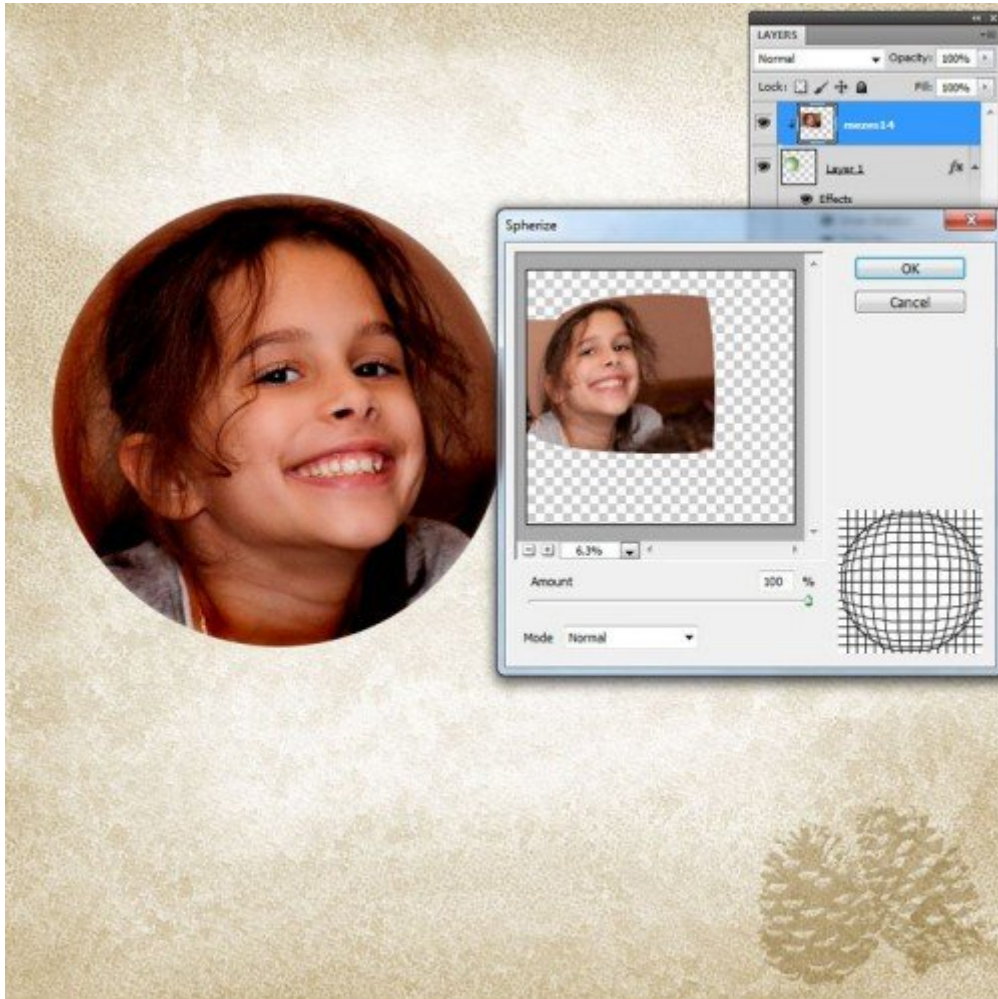 LAYERS
Normal Opacity: 100%
Lock: Fill: 100%
mezes14
Layer 1 fx
Effects
Spherize
OK
Cancel
6.3%
Amount 100 %
Mode Normal